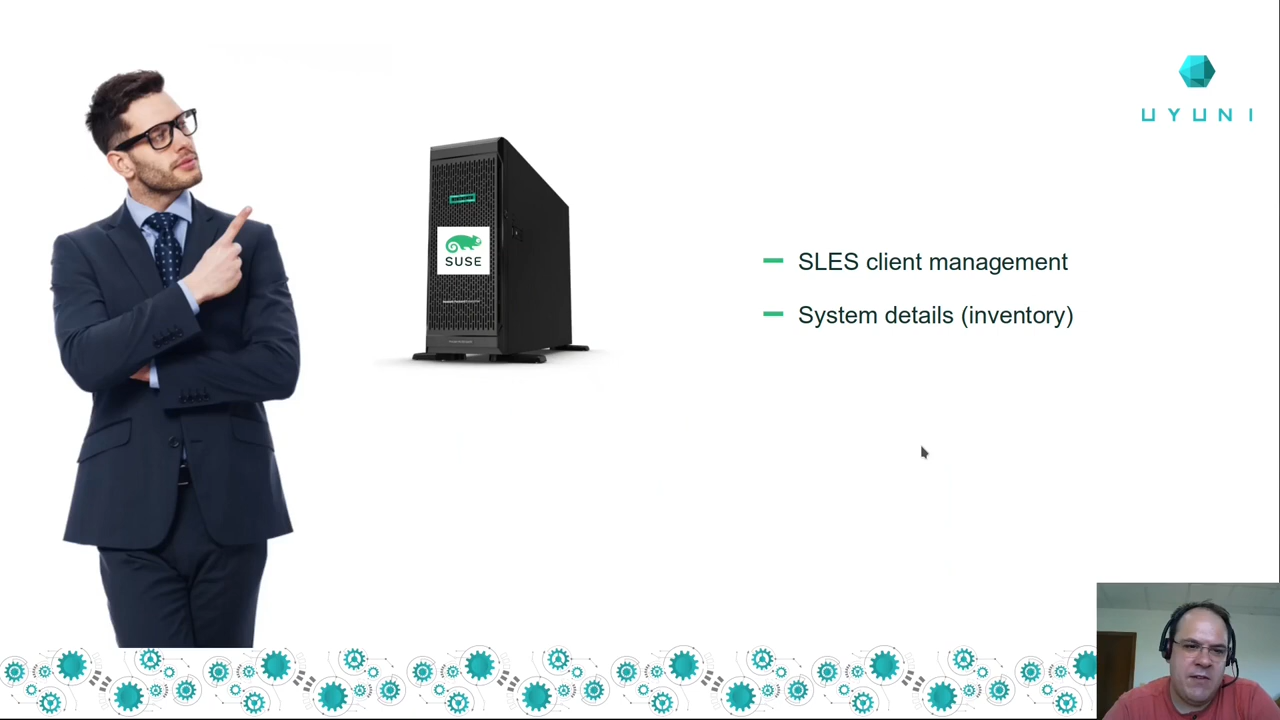 UYUNI
SUSE
SLES client management
System details (inventory)